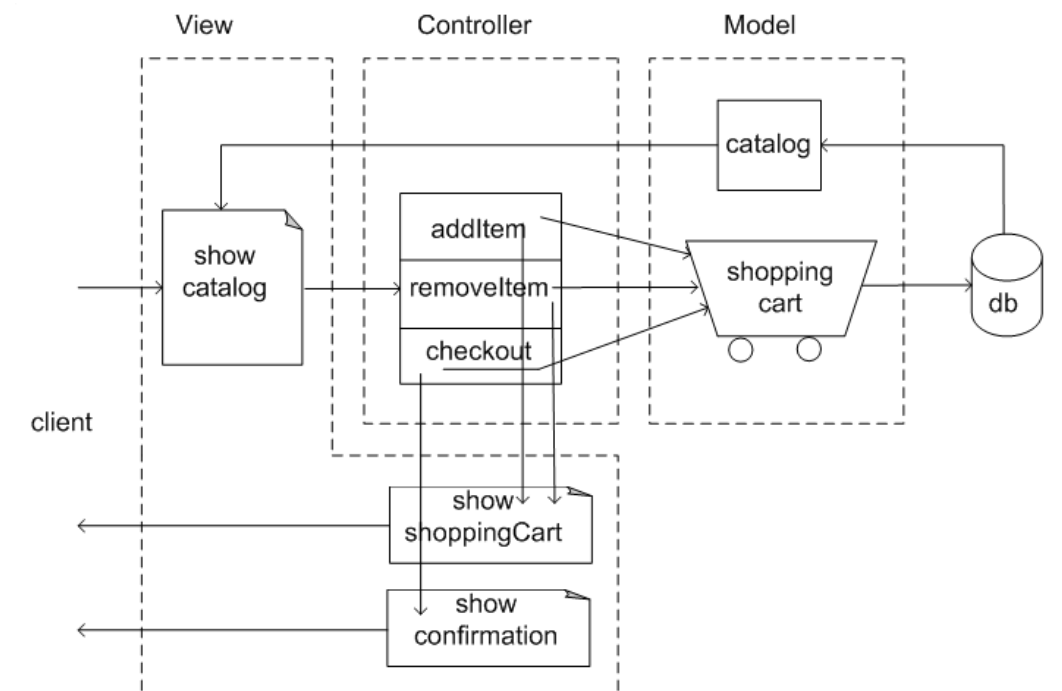 View
Controller
Model
catalog
addItem
show
catalog
removeItem
shopping
cart
db
checkout
client
show
shoppingCart
show
confirmation